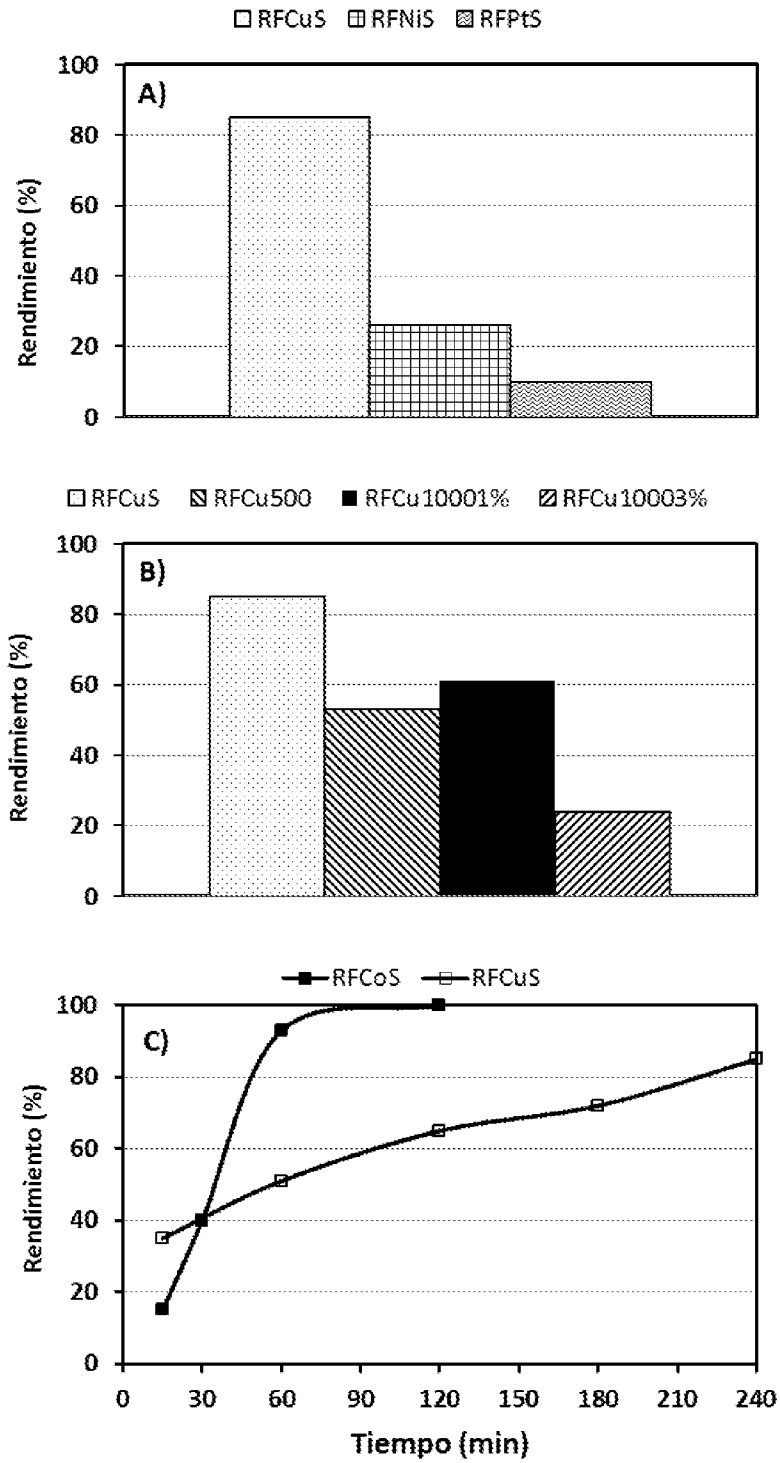 RFCuS RFNiS RFPtS
A)
100
80
60
40
20
0
Rendimiento (%)
RFCuS RFCu500 RFCu10001% RFCu10003%
B)
100
80
60
40
20
0
Rendimiento (%)
RFCoS RFCuS
C)
100
80
60
40
20
0
Rendimiento (%)
0 30 60 90 120 150 180 210 240
Tiempo (min)